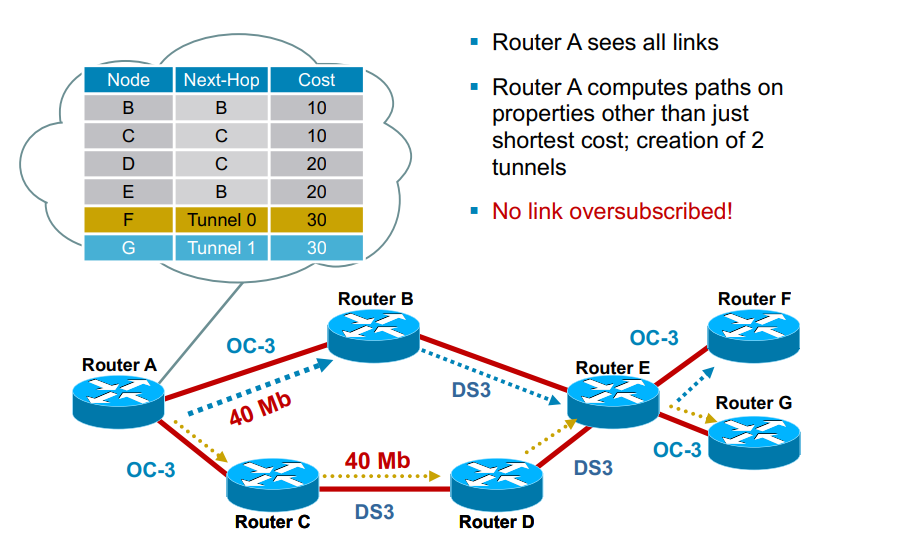 Node Next-Hop Cost
B B 10
C C 10
D C 20
E B 20
F Tunnel 0 30
G Tunnel 1 30
▪ Router A sees all links
▪ Router A computes paths on
properties other than just
shortest cost; creation of 2
tunnels
▪ No link oversubscribed!
Router B
Router F
OC-3
OC-3
Router A
Router E
DS3
40 Mb
Router G
OC-3
OC-3
40 Mb
DS3
DS3
Router C
Router D